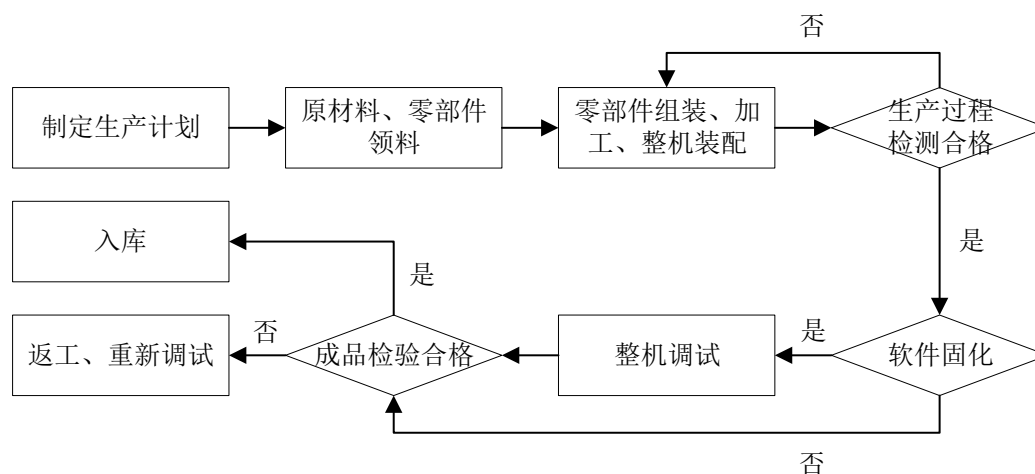 否
制定生产计划
原材料、零部件
领料
零部件组装、加
工、整机装配
生产过程
检测合格
入库
是
是
返工、重新调试
否
成品检验合格
整机调试
是
软件固化
否